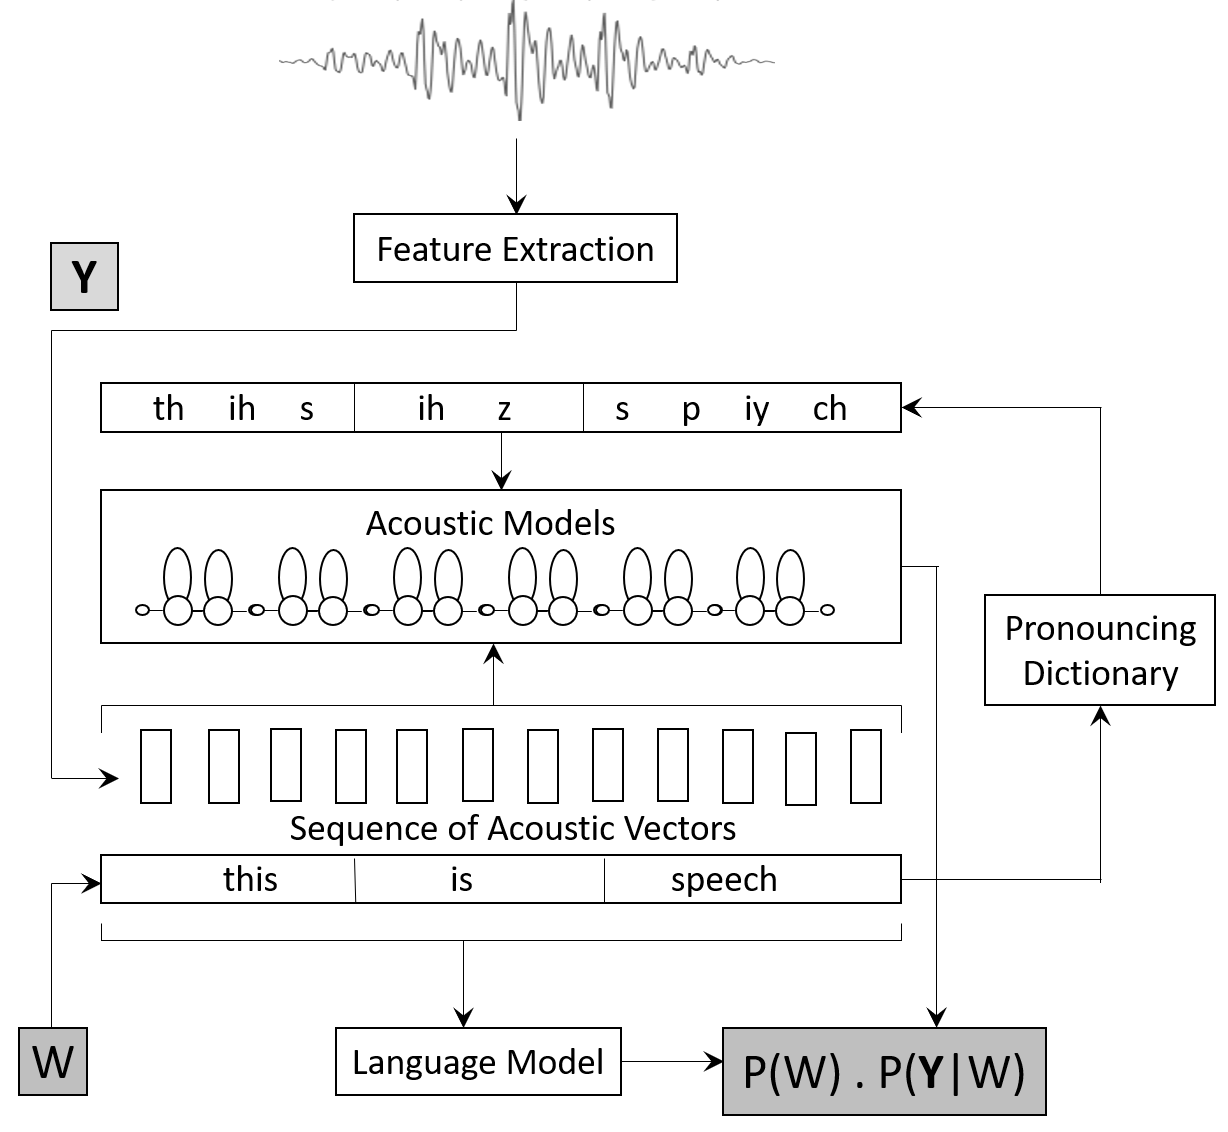 Feature Extraction
Y
th ih s ih z s p iy ch
Acoustic Models
Pronouncing
Dictionary
Sequence of Acoustic Vectors
this is speech
W
Language Model
P(W) . P(Y|W)